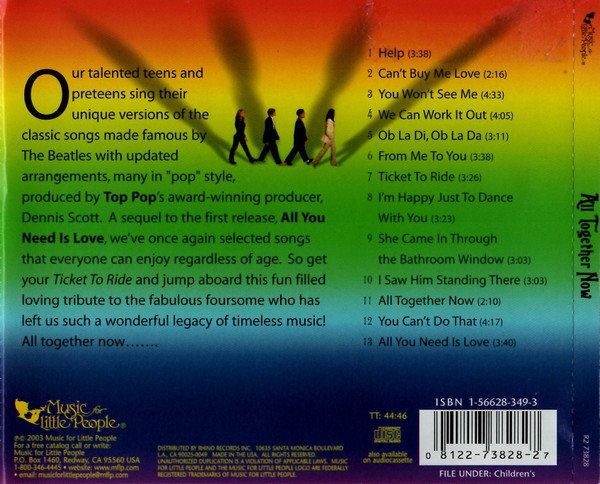 Our talented teens and
preteens sing their
unique versions of the
classic songs made famous by
The Beatles with updated
arrangements, many in "pop" style,
produced by Top Pop's award-winning producer,
Dennis Scott. A sequel to the first release, All You
Need Is Love, we've once again selected songs
that everyone can enjoy regardless of age. So get
your Ticket To Ride and jump aboard this fun filled
loving tribute to the fabulous foursome who has
left us such a wonderful legacy of timeless music!
All together now.......
1 Help (3:38)
2 Can't Buy Me Love (2:16)
3 You Won't See Me (4:33)
4 We Can Work It Out (4:05)
5 Ob La Di, Ob La Da (3:11)
6 From Me To You (3:38)
7 Ticket To Ride (3:26)
8 I'm Happy Just To Dance
With You (3:23)
9 She Came In Through
the Bathroom Window (3:03)
10 I Saw Him Standing There (3:03)
11 All Together Now (2:10)
12 You Can't Do That (4:17)
13 All You Need Is Love (3:40)
Music for
Little People®
℗© 2003 Music for Little People
For a free catalog call or write:
Music for Little People
P.O. Box 1460, Redway, CA 95560 USA
1-800-346-4445 • website: www.mflp.com
email: musicforlittlepeople@mflp.com
DISTRIBUTED BY RHINO RECORDS INC. 10635 SANTA MONICA BOULEVARD
L.A., CA 90025-0049 MADE IN THE USA. ALL RIGHTS RESERVED.
UNAUTHORIZED DUPLICATION IS A VIOLATION OF APPLICABLE LAWS. MUSIC
FOR LITTLE PEOPLE AND THE MUSIC FOR LITTLE PEOPLE LOGO ARE FEDERALLY
REGISTERED TRADEMARKS OF MUSIC FOR LITTLE PEOPLE.
TT: 44:46
COMPACT
disc
DIGITAL AUDIO
also available
on audiocassette
ISBN 1-56628-349-3
0 81227-3828-2 7
FILE UNDER: Children's
Music for
Little People®
All Together Now
R2 73828